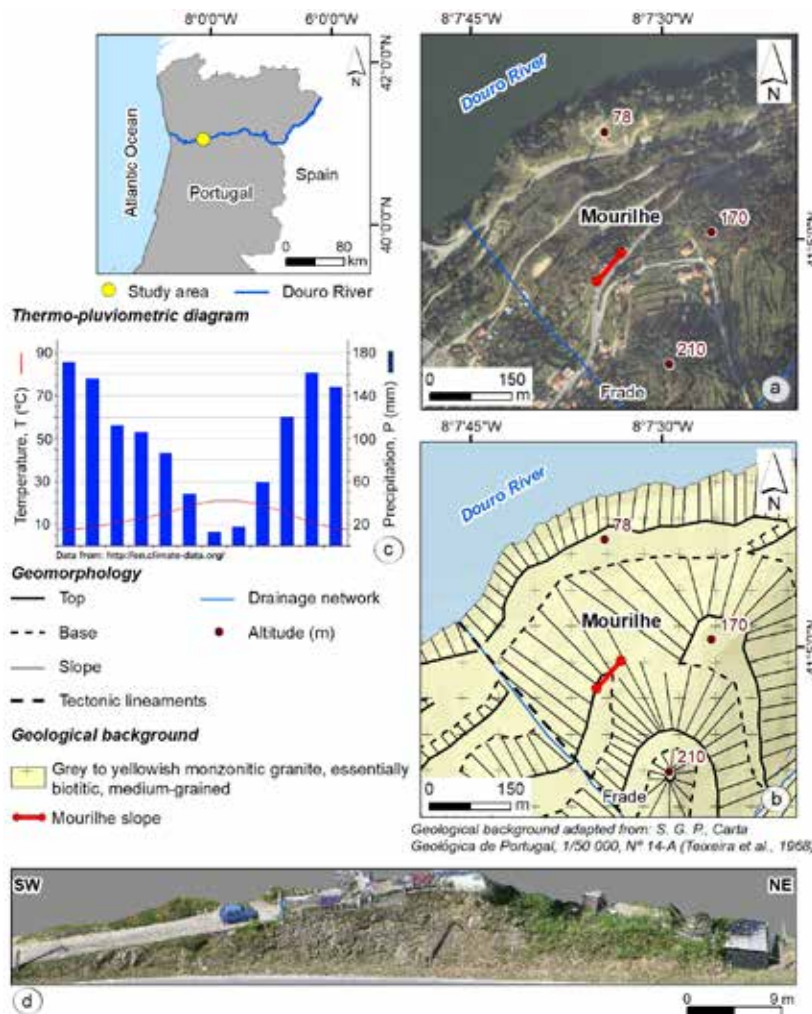 8°0'0"W 6°0'0"W
42°0'0"N
40°0'0"N
N
Atlantic Ocean
Portugal
Spain
0 80
km
Study area Douro River
8°7'45"W 8°7'30"W
Douro River
N
78
Mourilhe
170
210
0 150
m
Frade
a
Thermo-pluviometric diagram
Temperature, T (°C)
90
70
50
30
10
180
140
100
60
20
Precipitation, P (mm)
Data from: http://en.climate-data.org/
c
8°7'45"W 8°7'30"W
Douro River
N
78
Mourilhe
170
210
0 150
m
Frade
b
Geomorphology
Top
Base
Slope
Tectonic lineaments
Drainage network
Altitude (m)
Geological background
Grey to yellowish monzonitic granite, essentially
biotitic, medium-grained
Mourilhe slope
Geological background adapted from: S. G. P., Carta
Geológica de Portugal, 1/50 000, Nº 14-A (Teixeira et al., 1968)
SW NE
d
0 9
m